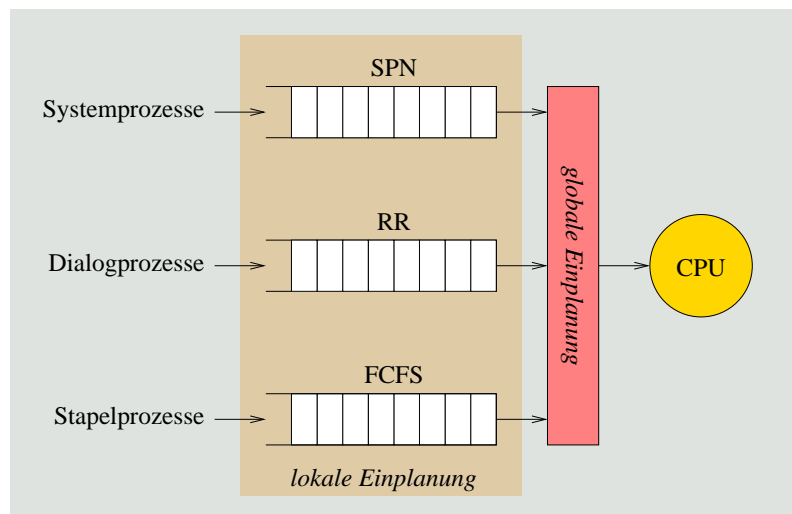 SPN
Systemprozesse
RR
Dialogprozesse
FCFS
Stapelprozesse
lokale Einplanung
globale Einplanung
CPU